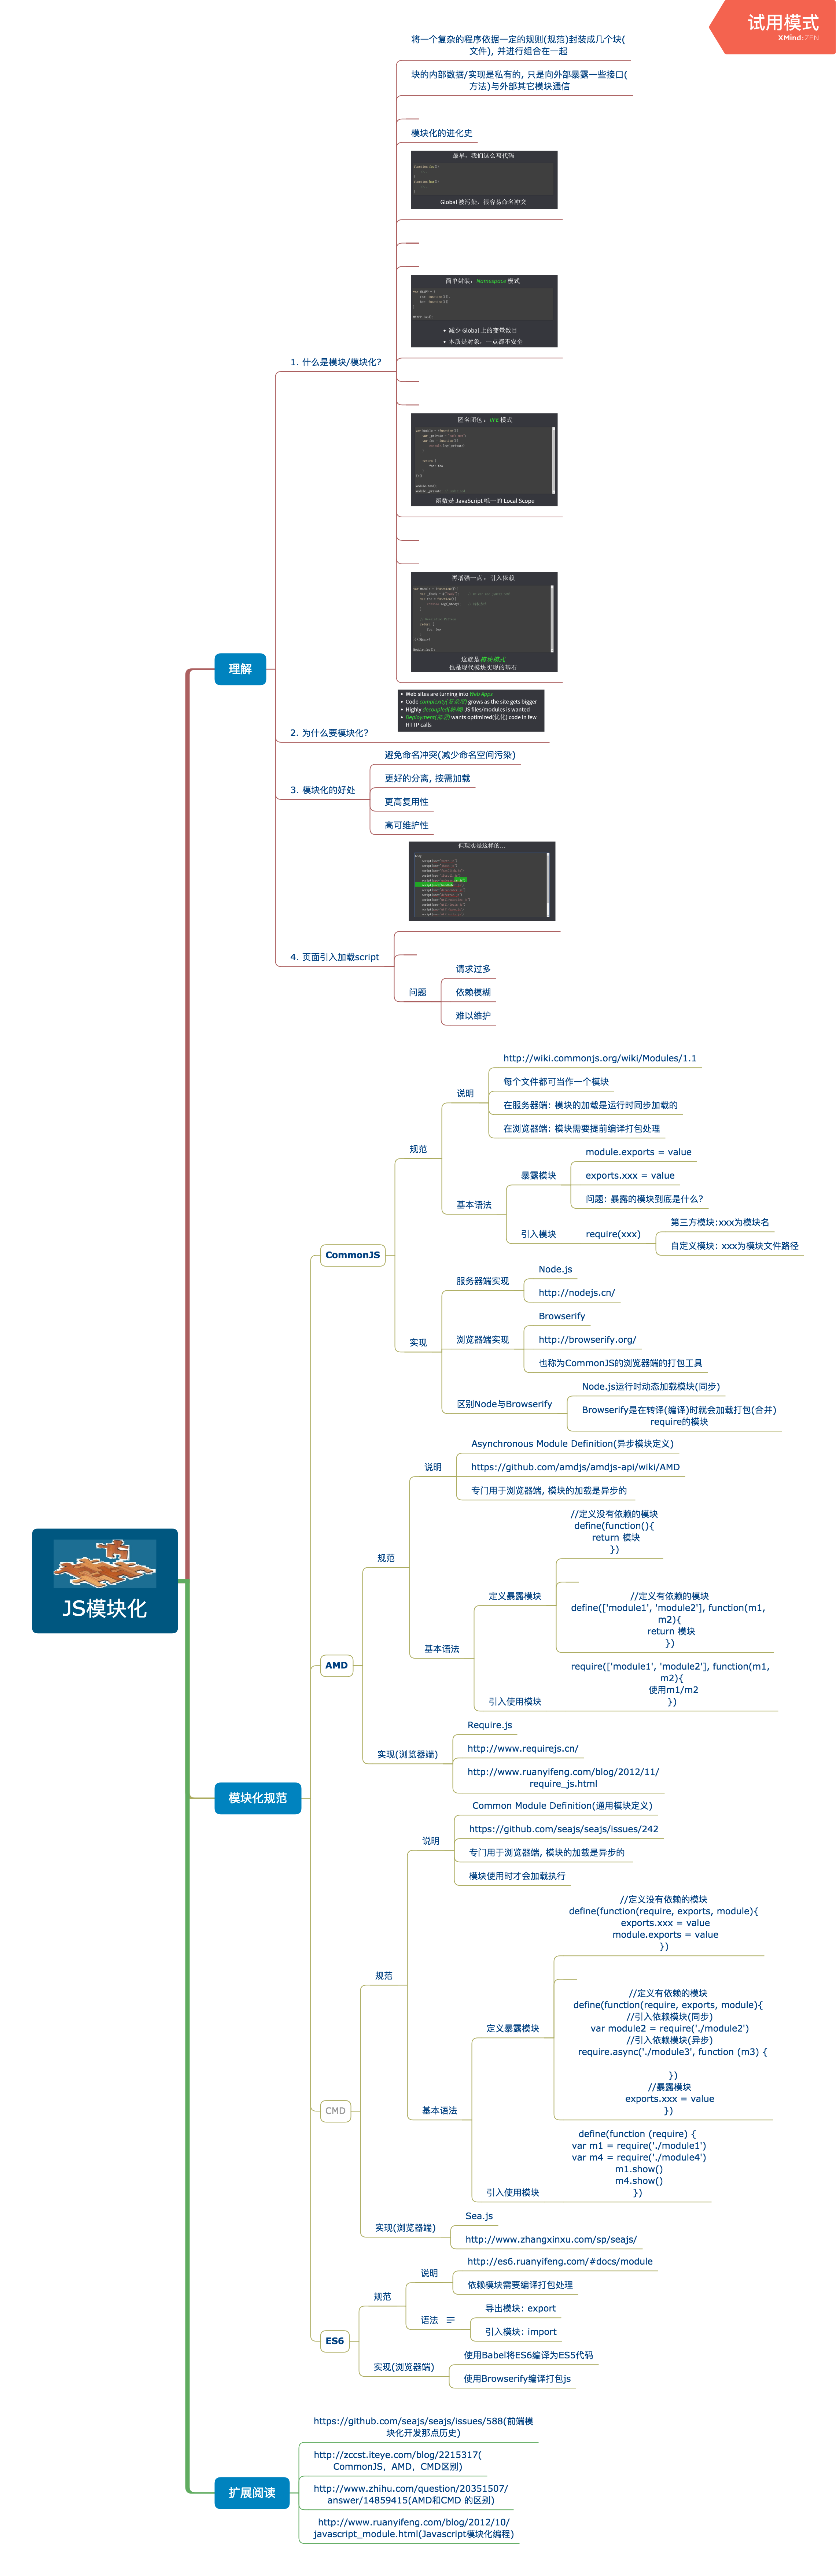 试用模式
XMind:ZEN
将一个复杂的程序依据一定的规则(规范)封装成几个块(
文件), 并进行组合在一起
块的内部数据/实现是私有的, 只是向外部暴露一些接口(
方法)与外部其它模块通信
模块化的进化史
最早，我们这么写代码
Global 被污染，很容易命名冲突
简单封装：Namespace 模式
减少 Global 上的变量数目
本质是对象，一点都不安全
1. 什么是模块/模块化?
匿名闭包：IIFE 模式
函数是 JavaScript 唯一的 Local Scope
再增强一点：引入依赖
这就是模块模式
也是现代模块实现的基石
理解
Web sites are turning into Web Apps
Code complexity(复杂度) grows as the site gets bigger
Highly decoupled(解耦) JS files/modules is wanted
Deployment(部署) wants optimized(优化) code in few
HTTP calls
2. 为什么要模块化?
3. 模块化的好处
避免命名冲突(减少命名空间污染)
更好的分离, 按需加载
更高复用性
高可维护性
但现实是这样的...
4. 页面引入加载script
问题
请求过多
依赖模糊
难以维护
JS模块化
模块化规范
CommonJS
规范
说明
http://wiki.commonjs.org/wiki/Modules/1.1
每个文件都可当作一个模块
在服务器端: 模块的加载是运行时同步加载的
在浏览器端: 模块需要提前编译打包处理
基本语法
暴露模块
module.exports = value
exports.xxx = value
问题: 暴露的模块到底是什么?
引入模块
require(xxx)
第三方模块:xxx为模块名
自定义模块: xxx为模块文件路径
实现
服务器端实现
Node.js
http://nodejs.cn/
浏览器端实现
Browserify
http://browserify.org/
也称为CommonJS的浏览器端的打包工具
区别Node与Browserify
Node.js运行时动态加载模块(同步)
Browserify是在转译(编译)时就会加载打包(合并)
require的模块
AMD
规范
说明
Asynchronous Module Definition(异步模块定义)
https://github.com/amdjs/amdjs-api/wiki/AMD
专门用于浏览器端, 模块的加载是异步的
基本语法
定义暴露模块
//定义没有依赖的模块
define(function(){
return 模块
})
//定义有依赖的模块
define(['module1', 'module2'], function(m1,
m2){
return 模块
})
引入使用模块
require(['module1', 'module2'], function(m1,
m2){
使用m1/m2
})
实现(浏览器端)
Require.js
http://www.requirejs.cn/
http://www.ruanyifeng.com/blog/2012/11/
require_js.html
CMD
规范
说明
Common Module Definition(通用模块定义)
https://github.com/seajs/seajs/issues/242
专门用于浏览器端, 模块的加载是异步的
模块使用时才会加载执行
基本语法
定义暴露模块
//定义没有依赖的模块
define(function(require, exports, module){
exports.xxx = value
module.exports = value
})
//定义有依赖的模块
define(function(require, exports, module){
//引入依赖模块(同步)
var module2 = require('./module2')
//引入依赖模块(异步)
require.async('./module3', function (m3) {
})
//暴露模块
exports.xxx = value
})
引入使用模块
define(function (require) {
var m1 = require('./module1')
var m4 = require('./module4')
m1.show()
m4.show()
})
实现(浏览器端)
Sea.js
http://www.zhangxinxu.com/sp/seajs/
ES6
规范
说明
http://es6.ruanyifeng.com/#docs/module
依赖模块需要编译打包处理
语法
导出模块: export
引入模块: import
实现(浏览器端)
使用Babel将ES6编译为ES5代码
使用Browserify编译打包js
扩展阅读
https://github.com/seajs/seajs/issues/588(前端模
块化开发那点历史)
http://zccst.iteye.com/blog/2215317(
CommonJS，AMD，CMD区别)
http://www.zhihu.com/question/20351507/
answer/14859415(AMD和CMD 的区别)
http://www.ruanyifeng.com/blog/2012/10/
javascript_module.html(Javascript模块化编程)